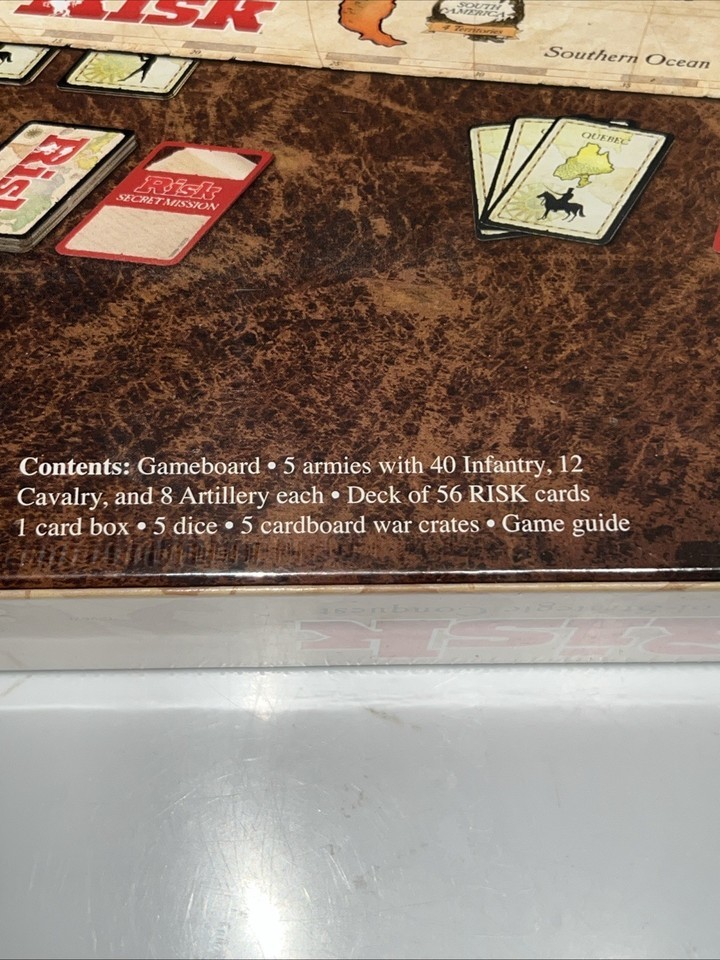 RISK
SOUTH
AMERICA
4 Territories
Southern Ocean
Risk
Risk
SECRET MISSION
QUEBEC
Contents: Gameboard • 5 armies with 40 Infantry, 12
Cavalry, and 8 Artillery each • Deck of 56 RISK cards
1 card box • 5 dice • 5 cardboard war crates • Game guide
RISK